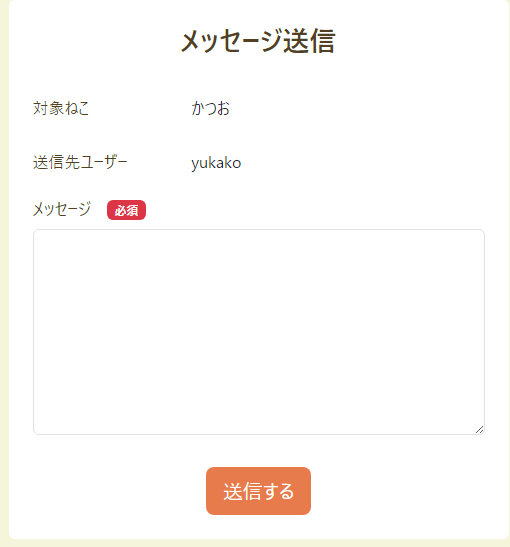 メッセージ送信
対象ねこ かつお
送信先ユーザー yukako
メッセージ 必須
送信する